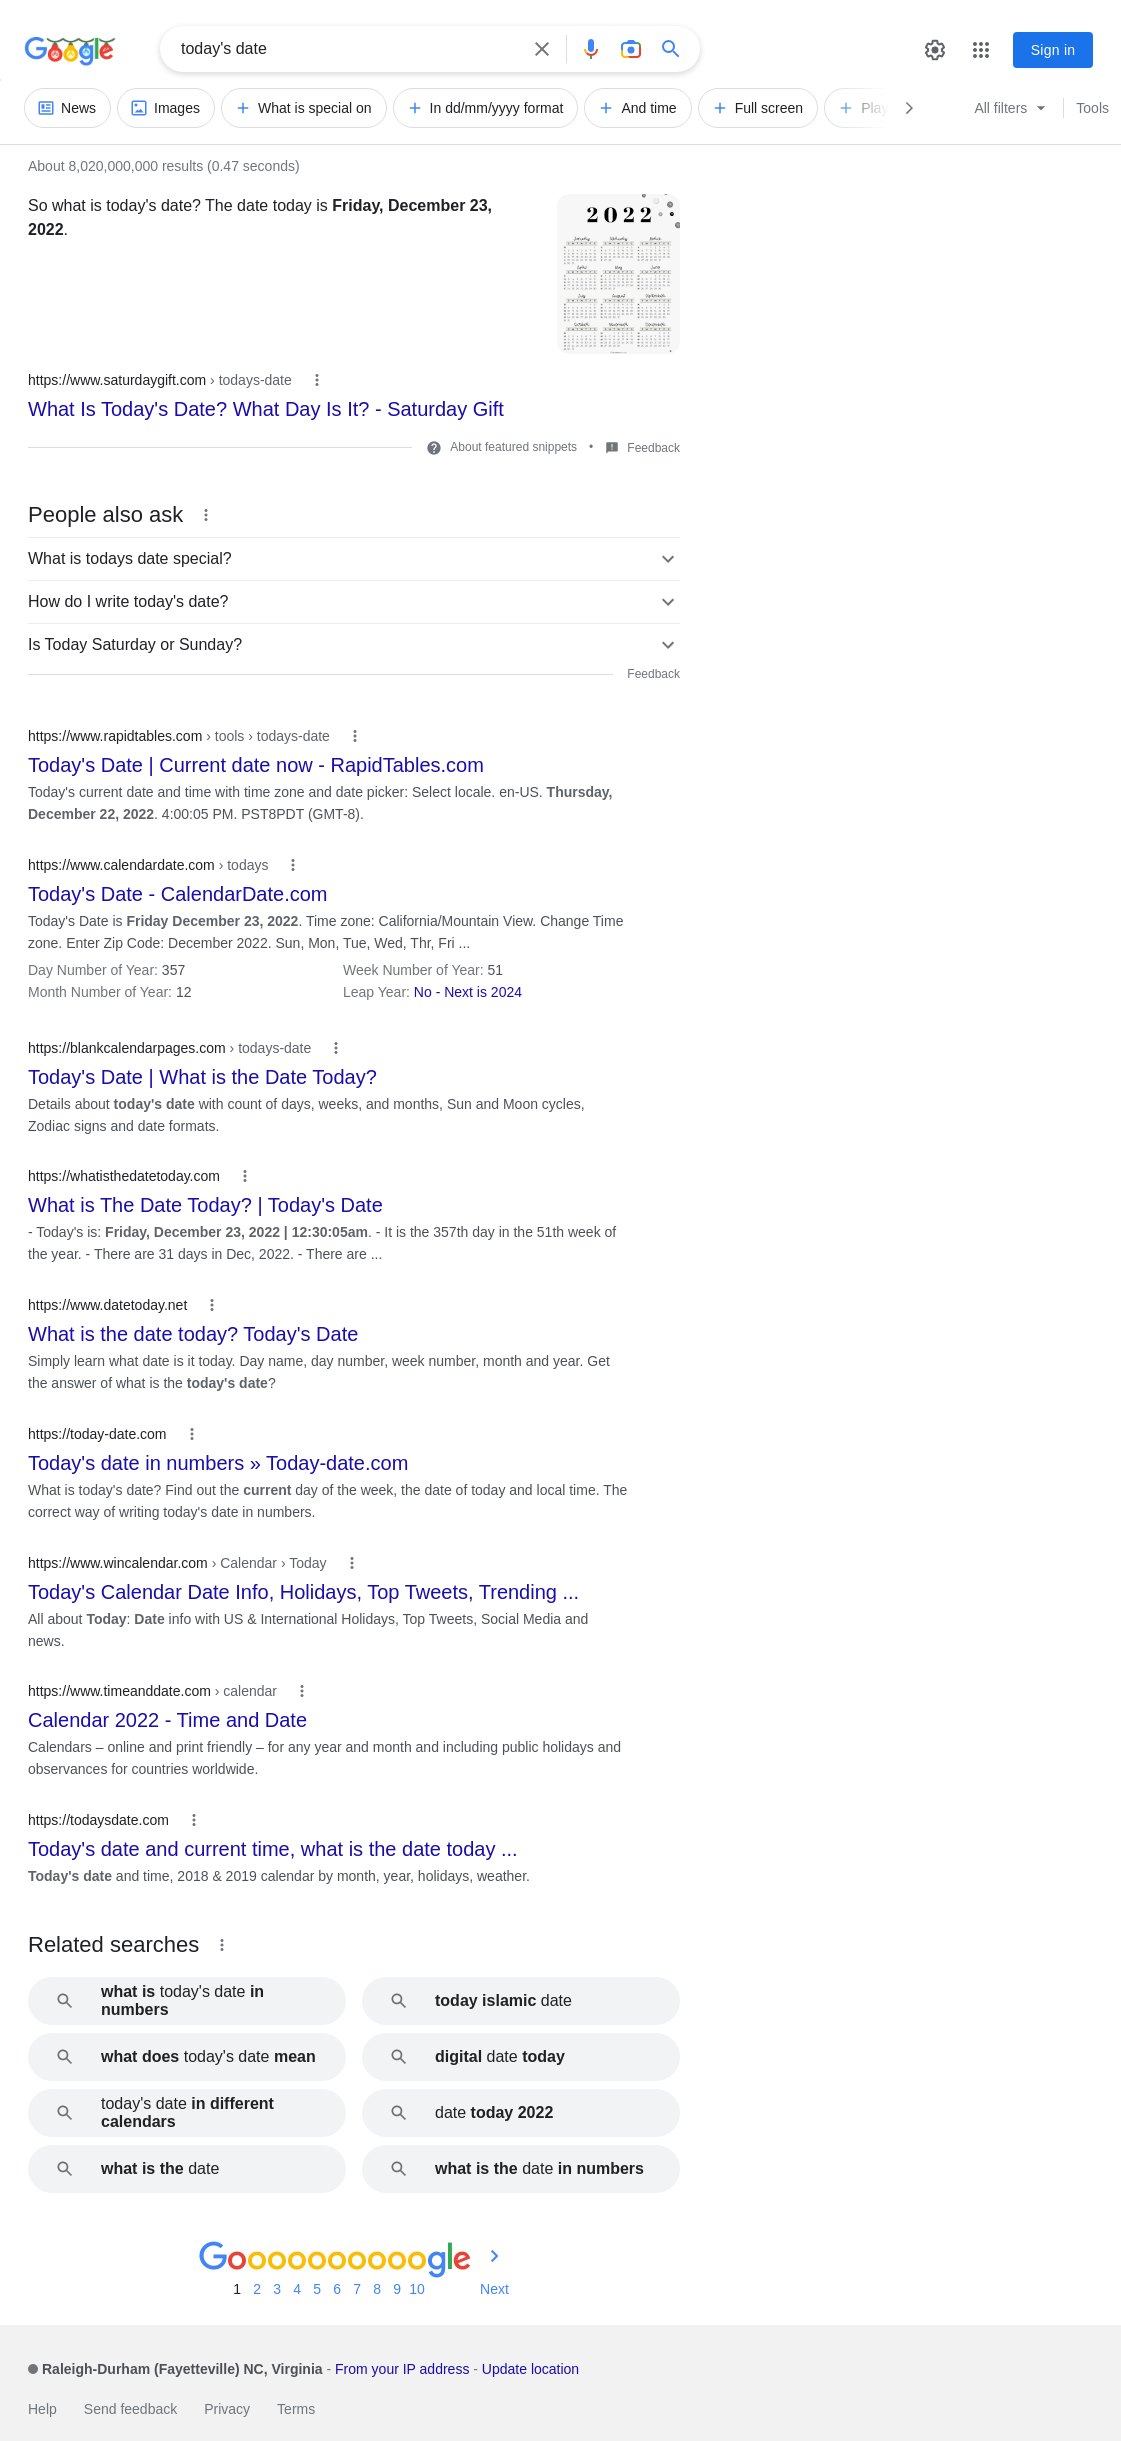 Google
today's date
Sign in
News
Images
What is special on
In dd/mm/yyyy format
And time
Full screen
Play
All filters
Tools
About 8,020,000,000 results (0.47 seconds)
So what is today's date? The date today is Friday, December 23,
2022.
2022
https://www.saturdaygift.com › todays-date
What Is Today's Date? What Day Is It? - Saturday Gift
About featured snippets • Feedback
People also ask
What is todays date special?
How do I write today's date?
Is Today Saturday or Sunday?
Feedback
https://www.rapidtables.com › tools › todays-date
Today's Date | Current date now - RapidTables.com
Today's current date and time with time zone and date picker: Select locale. en-US. Thursday,
December 22, 2022. 4:00:05 PM. PST8PDT (GMT-8).
https://www.calendardate.com › todays
Today's Date - CalendarDate.com
Today's Date is Friday December 23, 2022. Time zone: California/Mountain View. Change Time
zone. Enter Zip Code: December 2022. Sun, Mon, Tue, Wed, Thr, Fri ...
Day Number of Year: 357
Week Number of Year: 51
Month Number of Year: 12
Leap Year: No - Next is 2024
https://blankcalendarpages.com › todays-date
Today's Date | What is the Date Today?
Details about today's date with count of days, weeks, and months, Sun and Moon cycles,
Zodiac signs and date formats.
https://whatisthedatetoday.com
What is The Date Today? | Today's Date
- Today's is: Friday, December 23, 2022 | 12:30:05am. - It is the 357th day in the 51th week of
the year. - There are 31 days in Dec, 2022. - There are ...
https://www.datetoday.net
What is the date today? Today's Date
Simply learn what date is it today. Day name, day number, week number, month and year. Get
the answer of what is the today's date?
https://today-date.com
Today's date in numbers » Today-date.com
What is today's date? Find out the current day of the week, the date of today and local time. The
correct way of writing today's date in numbers.
https://www.wincalendar.com › Calendar › Today
Today's Calendar Date Info, Holidays, Top Tweets, Trending ...
All about Today: Date info with US & International Holidays, Top Tweets, Social Media and
news.
https://www.timeanddate.com › calendar
Calendar 2022 - Time and Date
Calendars – online and print friendly – for any year and month and including public holidays and
observances for countries worldwide.
https://todaysdate.com
Today's date and current time, what is the date today ...
Today's date and time, 2018 & 2019 calendar by month, year, holidays, weather.
Related searches
what is today's date in
numbers
today islamic date
what does today's date mean
digital date today
today's date in different
calendars
date today 2022
what is the date
what is the date in numbers
Goooooooooogle
1 2 3 4 5 6 7 8 9 10 Next
Raleigh-Durham (Fayetteville) NC, Virginia - From your IP address - Update location
Help Send feedback Privacy Terms